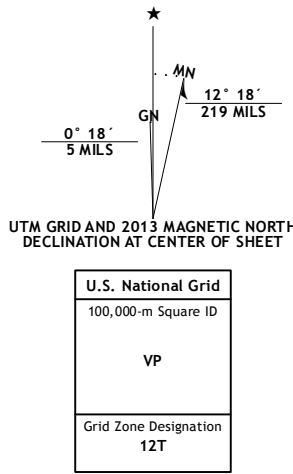 ★
MN
GN
12° 18´
219 MILS
0° 18´
5 MILS
UTM GRID AND 2013 MAGNETIC NORTH
DECLINATION AT CENTER OF SHEET
U.S. National Grid
100,000-m Square ID
VP
Grid Zone Designation
12T